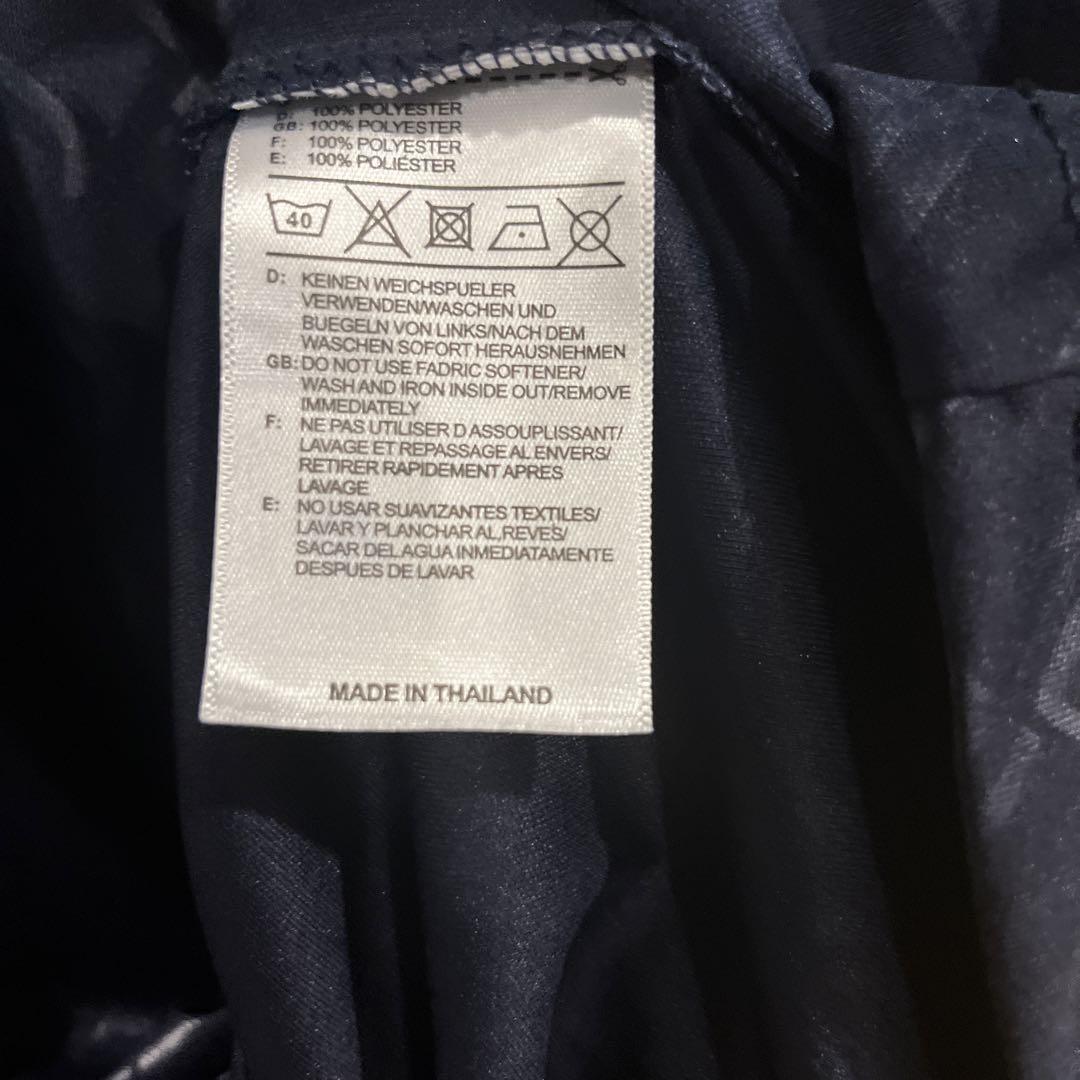 D: 100% POLYESTER
GB: 100% POLYESTER
F: 100% POLYESTER
E: 100% POLIESTER
40
D: KEINEN WEICHSPUELER
VERWENDEN/WASCHEN UND
BUEGELN VON LINKS/NACH DEM
WASCHEN SOFORT HERAUSNEHMEN
GB: DO NOT USE FADRIC SOFTENER/
WASH AND IRON INSIDE OUT/REMOVE
IMMEDIATELY
F: NE PAS UTILISER D ASSOUPLISSANT/
LAVAGE ET REPASSAGE AL ENVERS/
RETIRER RAPIDEMENT APRES
LAVAGE
E: NO USAR SUAVIZANTES TEXTILES/
LAVAR Y PLANCHAR AL,REVES/
SACAR DEL AGUA INMEDIATAMENTE
DESPUES DE LAVAR
MADE IN THAILAND